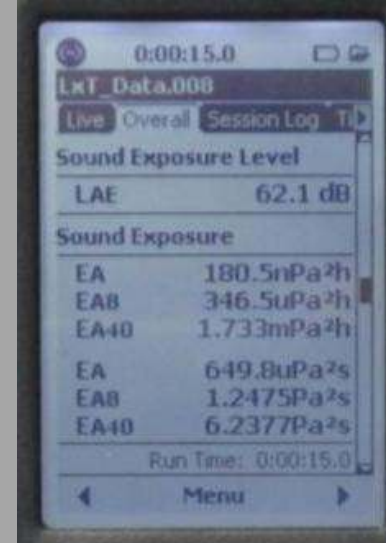 0:00:15.0
LxT_Data.008
Live Overall Session Log Ti
Sound Exposure Level
LAE 62.1 dB
Sound Exposure
EA 180.5nPa²h
EA8 346.5uPa²h
EA40 1.733mPa²h
EA 649.8uPa²s
EA8 1.2475Pa²s
EA40 6.2377Pa²s
Run Time: 0:00:15.0
Menu